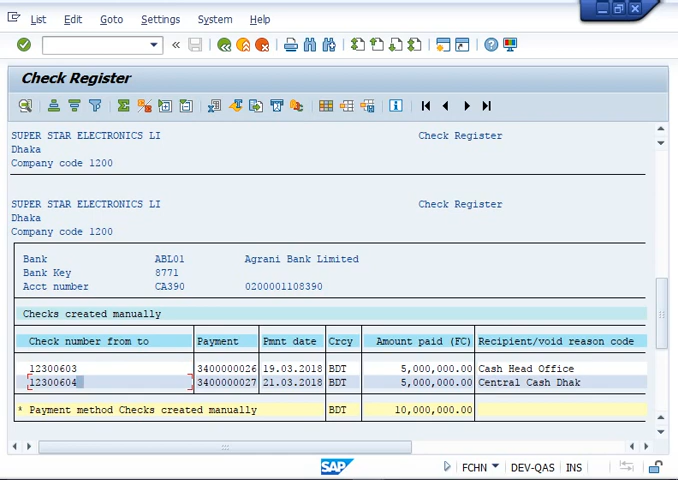 List Edit Goto Settings System Help
Check Register
SUPER STAR ELECTRONICS LI Check Register
Dhaka
Company code 1200
SUPER STAR ELECTRONICS LI Check Register
Dhaka
Company code 1200
Bank ABL01 Agrani Bank Limited
Bank Key 8771
Acct number CA390 0200001108390
Checks created manually
Check number from to Payment Pmnt date Crcy Amount paid (FC) Recipient/void reason code
12300603 3400000026 19.03.2018 BDT 5,000,000.00 Cash Head Office
12300604 3400000027 21.03.2018 BDT 5,000,000.00 Central Cash Dhak
* Payment method Checks created manually BDT 10,000,000.00
SAP FCHN DEV-QAS INS